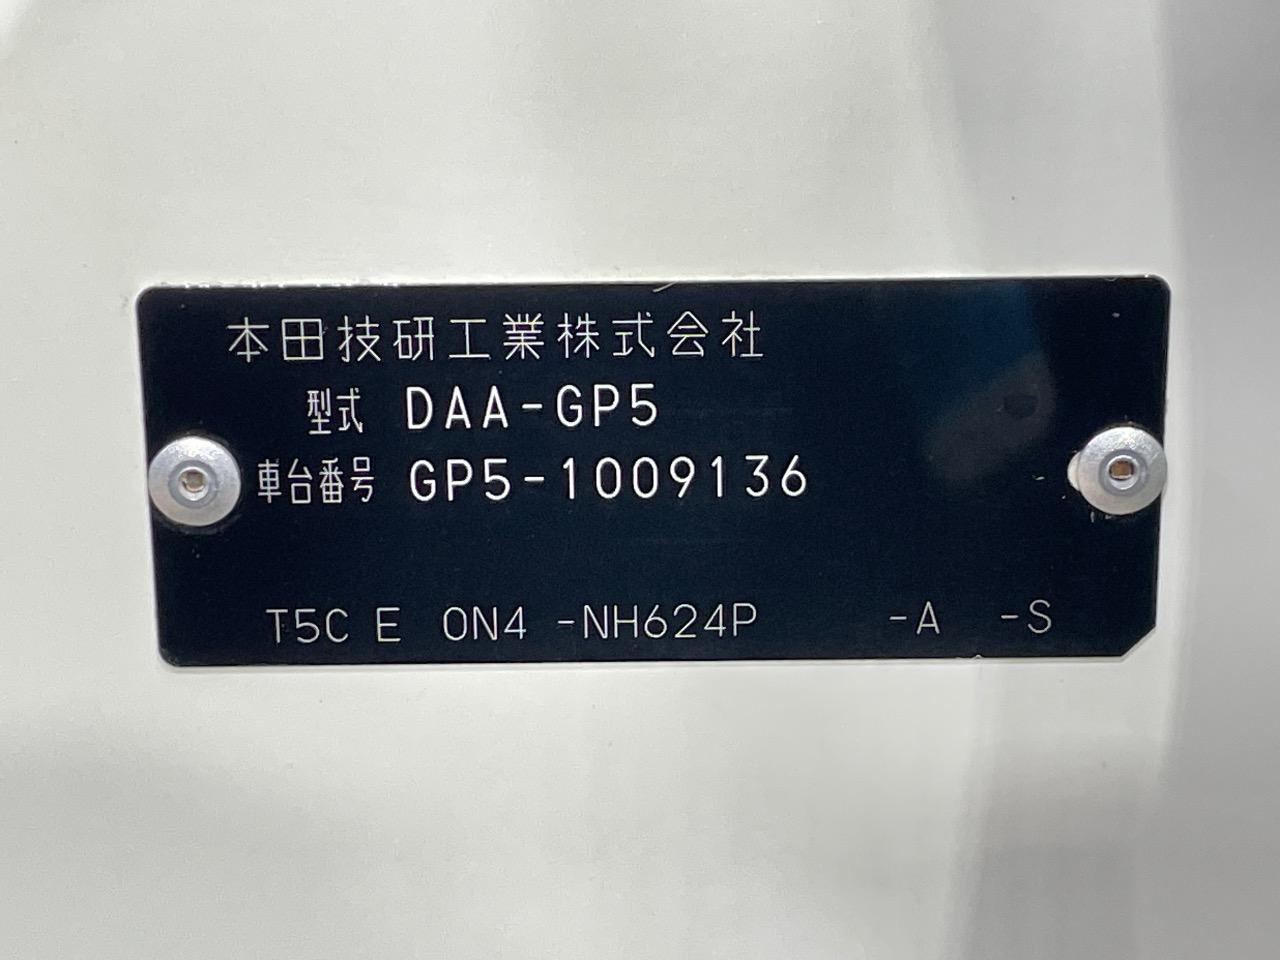 本田技研工業株式会社
型式 DAA-GP5
車台番号 GP5-1009136
T5C E 0N4 -NH624P -A -S